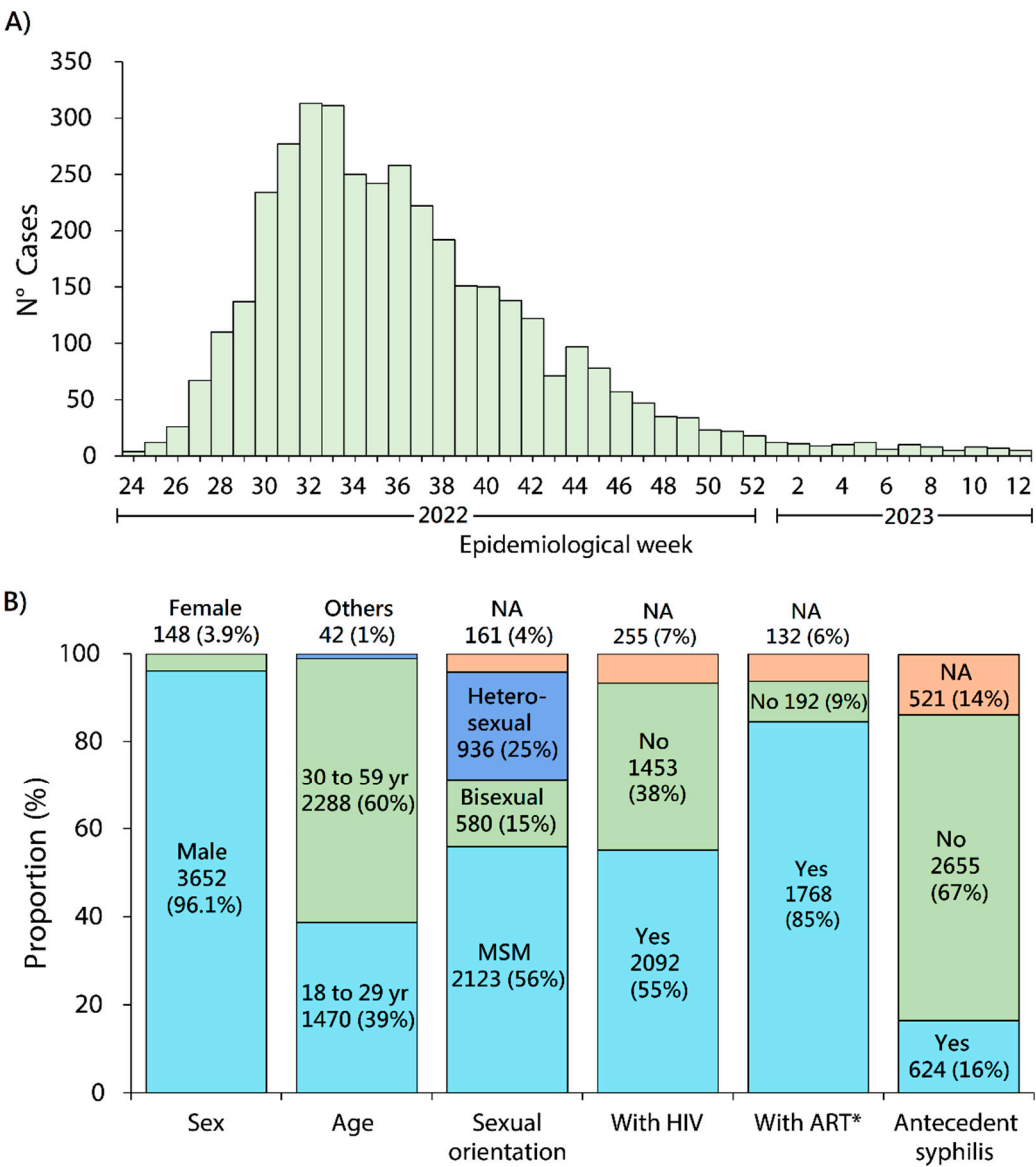 A)
350
300
250
200
150
100
50
0
N° Cases
24 26 28 30 32 34 36 38 40 42 44 46 48 50 52 2 4 6 8 10 12
2022 2023
Epidemiological week
B)
Female
148 (3.9%)
Others
42 (1%)
NA
161 (4%)
NA
255 (7%)
NA
132 (6%)
100
80
60
40
20
0
Proportion (%)
Male
3652
(96.1%)
30 to 59 yr
2288 (60%)
18 to 29 yr
1470 (39%)
Hetero-
sexual
936 (25%)
Bisexual
580 (15%)
MSM
2123 (56%)
No
1453
(38%)
Yes
2092
(55%)
No 192 (9%)
Yes
1768
(85%)
NA
521 (14%)
No
2655
(67%)
Yes
624 (16%)
Sex
Age
Sexual
orientation
With HIV
With ART*
Antecedent
syphilis